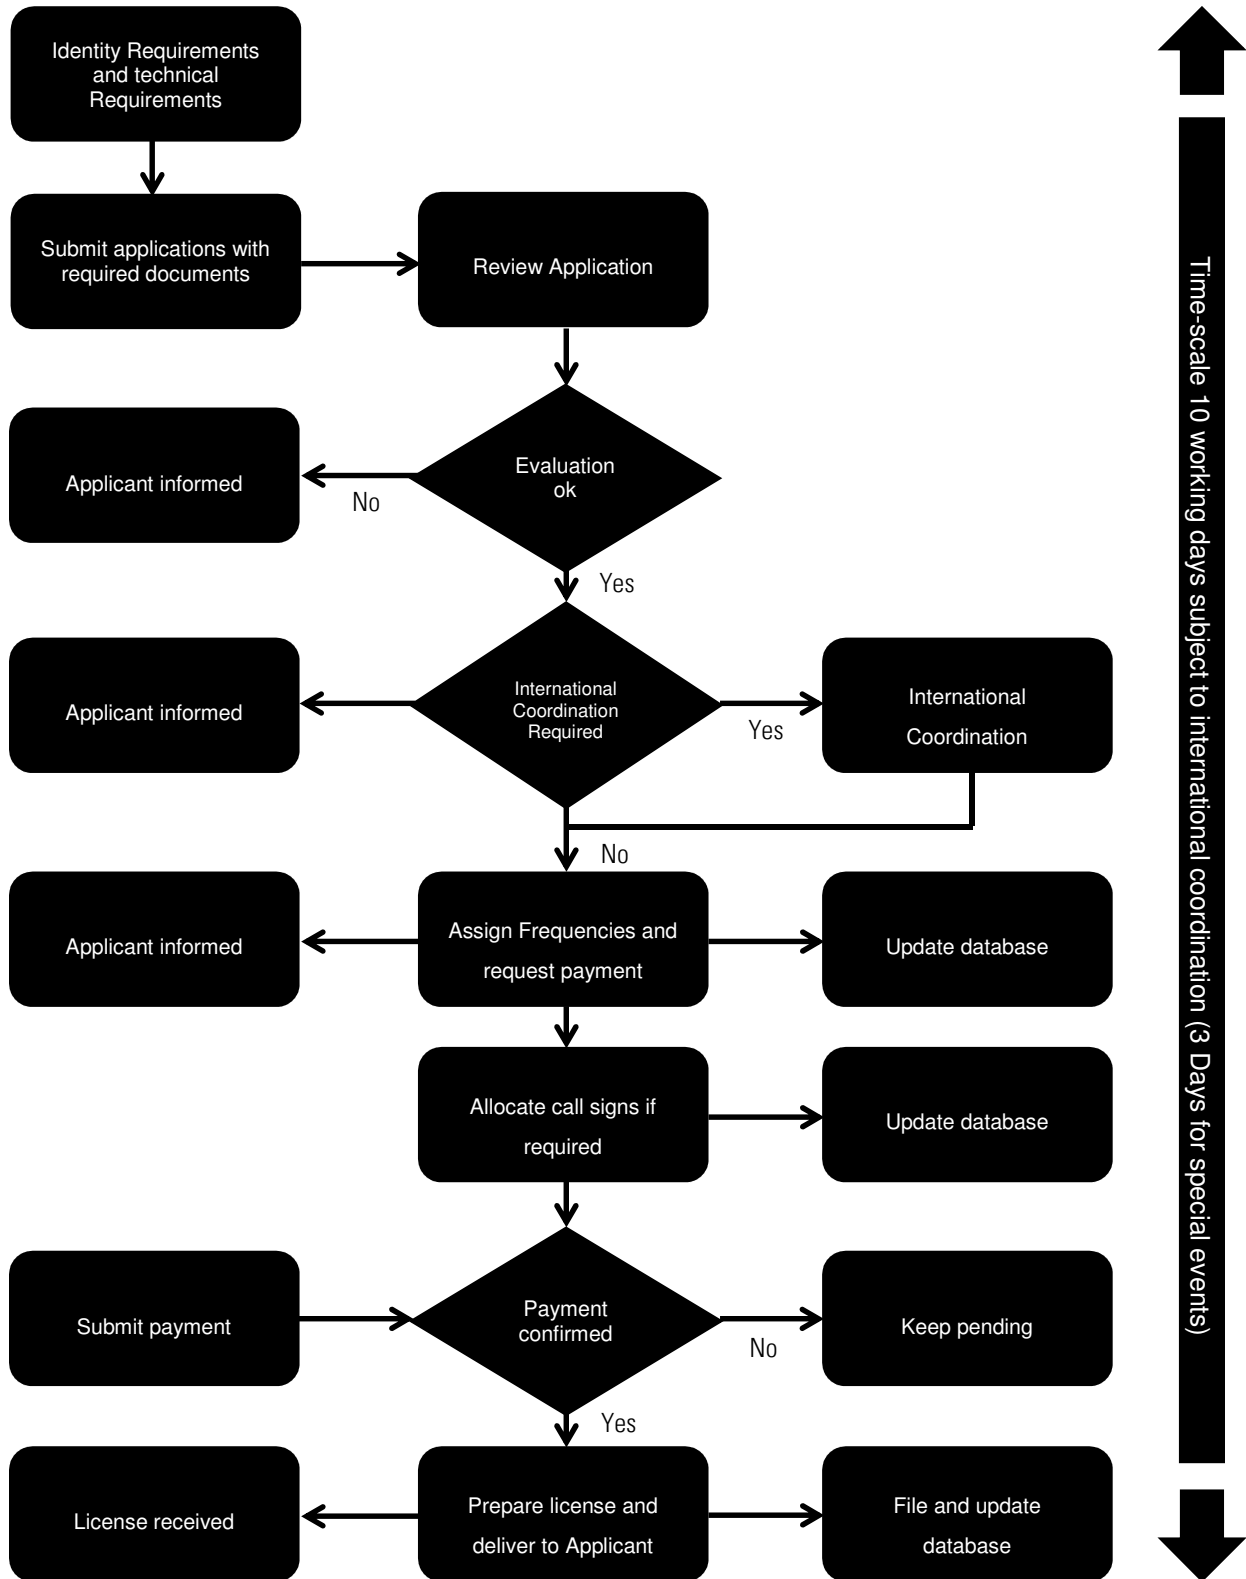 Identity Requirements
and technical
Requirements
Submit applications with
required documents
Review Application
Applicant informed
No
Evaluation
ok
Yes
Applicant informed
International
Coordination
Required
Yes
International
Coordination
No
Applicant informed
Assign Frequencies and
request payment
Update database
Allocate call signs if
required
Update database
Submit payment
Payment
confirmed
No
Keep pending
Yes
License received
Prepare license and
deliver to Applicant
File and update
database
Time-scale 10 working days subject to international coordination (3 Days for special events)